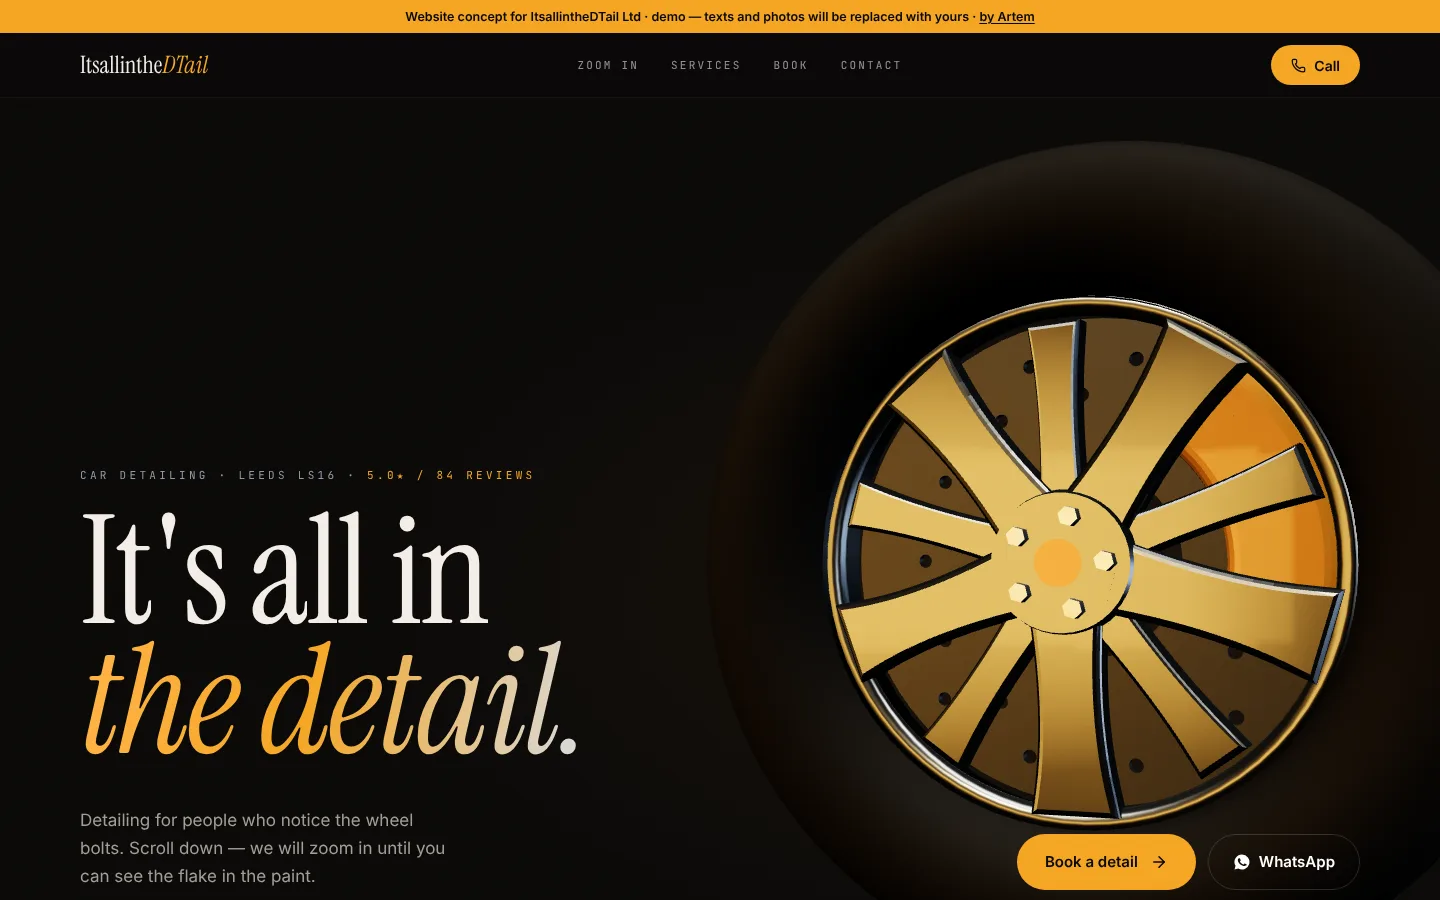 Website concept for ItsallintheDTail Ltd · demo — texts and photos will be replaced with yours · by Artem
ItsallintheDTail
ZOOM IN
SERVICES
BOOK
CONTACT
Call
CAR DETAILING · LEEDS LS16 · 5.0★ / 84 REVIEWS
It's all in
the detail.
Detailing for people who notice the wheel
bolts. Scroll down — we will zoom in until you
can see the flake in the paint.
Book a detail →
WhatsApp